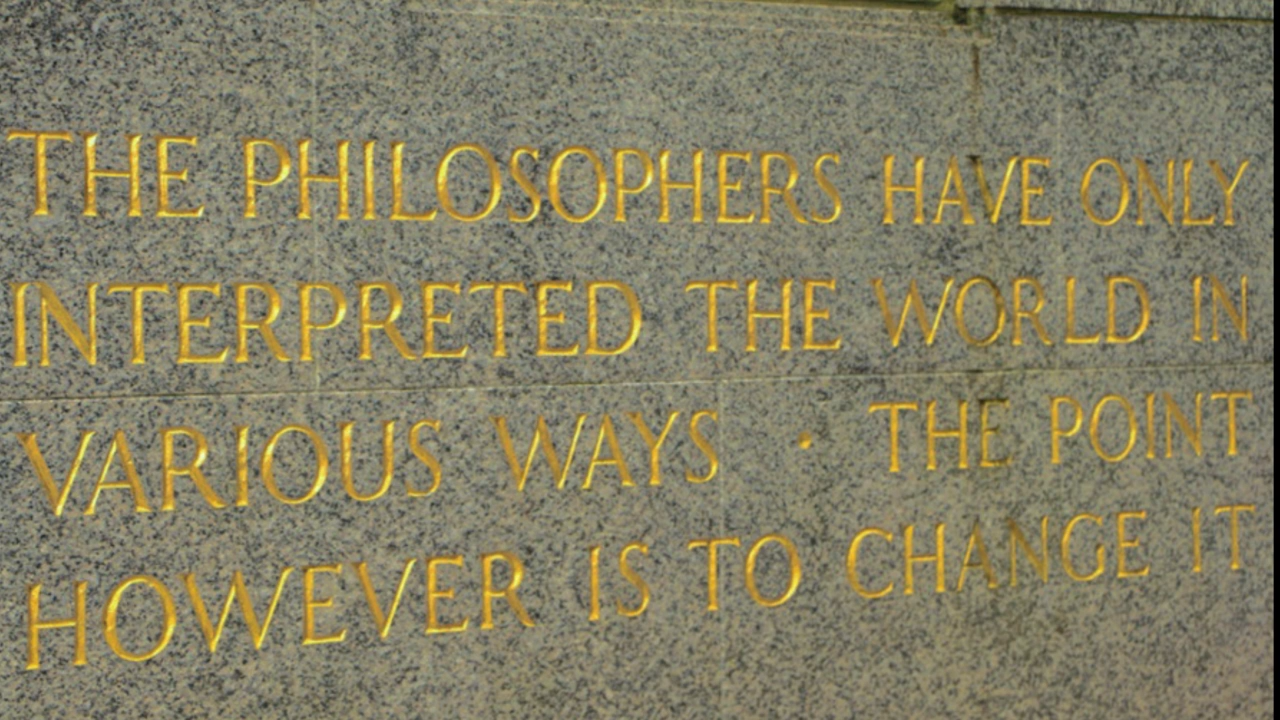 THE PHILOSOPHERS HAVE ONLY
INTERPRETED THE WORLD IN
VARIOUS WAYS · THE POINT
HOWEVER IS TO CHANGE IT